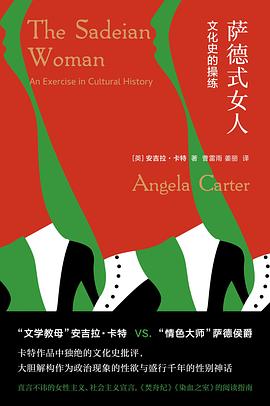 The Sadeian
Woman
An Exercise in Cultural History
萨德式女人
文化史的操练
[英] 安吉拉·卡特 著 曹雷雨 姜丽 译
Angela Carter
“文学教母”安吉拉·卡特 VS. “情色大师”萨德侯爵
卡特作品中独绝的文化史批评，
大胆解构作为政治现象的性欲与盛行千年的性别神话
直言不讳的女性主义、社会主义宣言，《焚舟纪》《染血之室》的阅读指南